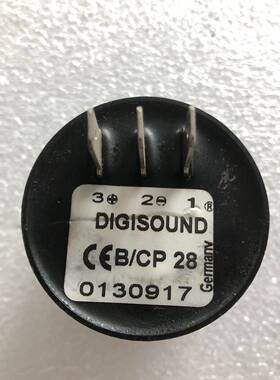 3⊕ 2⊖ 1
DIGISOUND®
CE B/CP 28
0130917
Germany